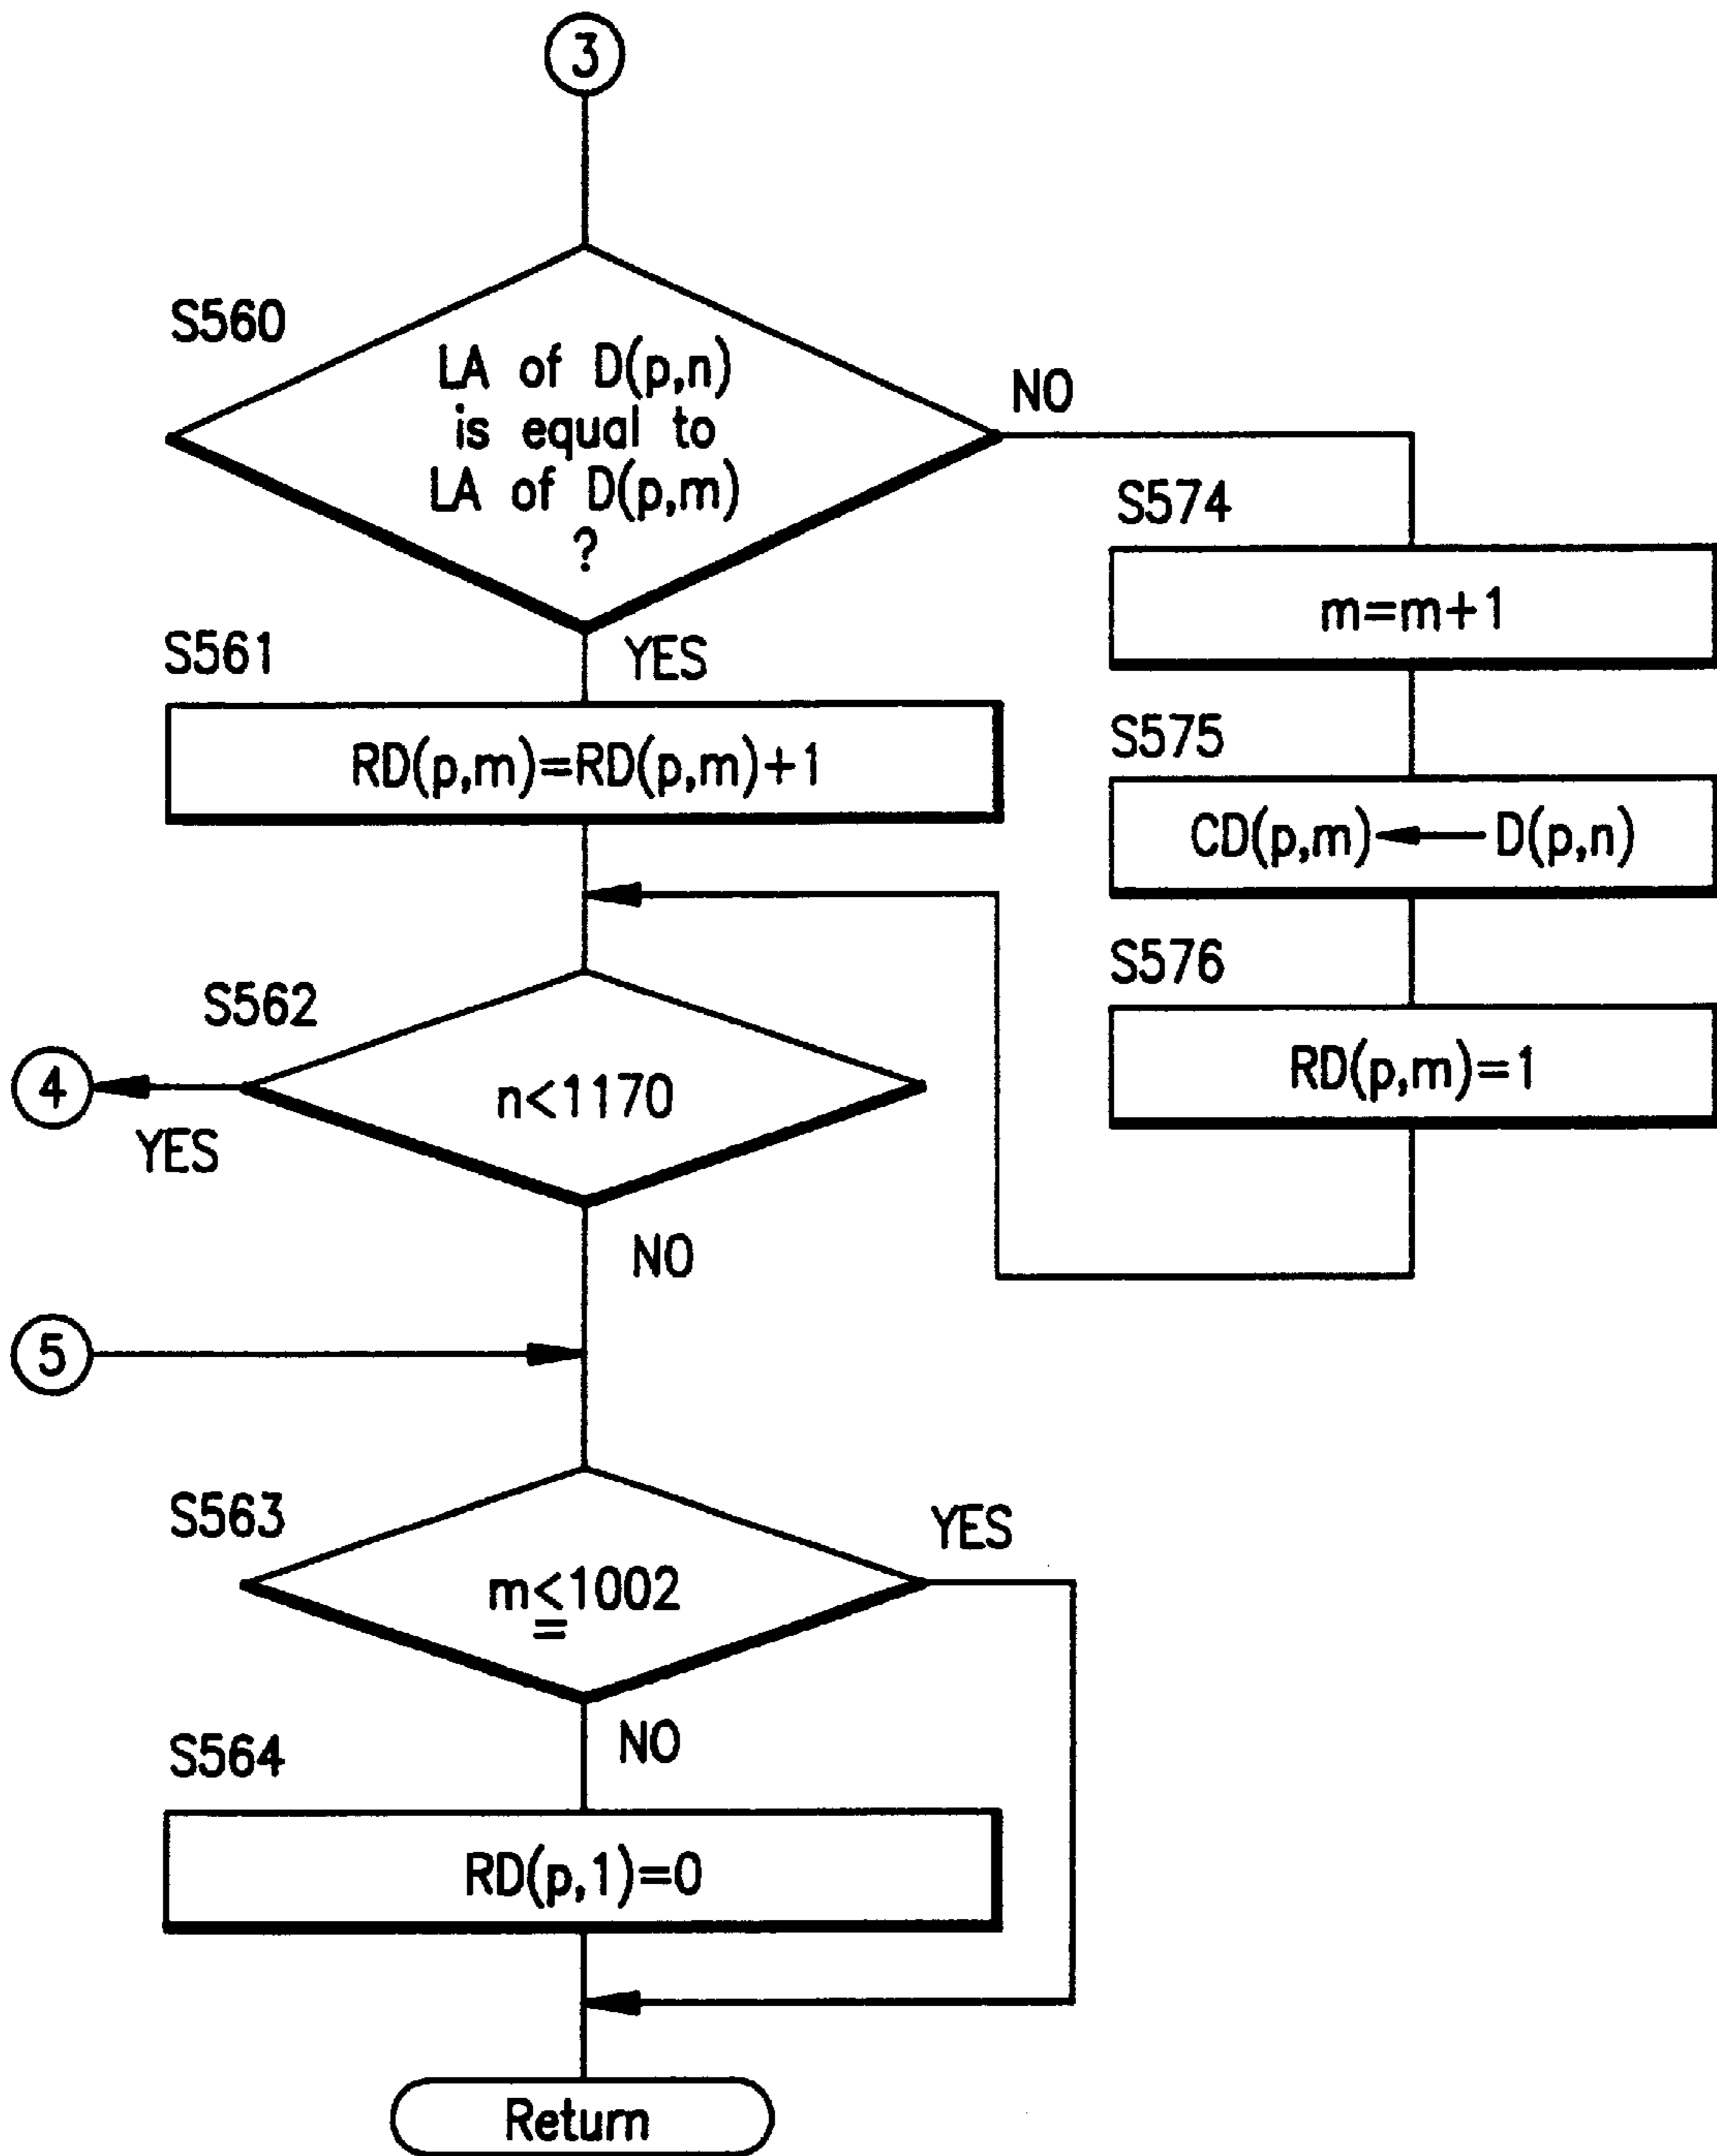 3
S560
LA of D(p,n)
is equal to
LA of D(p,m)
?
NO
S574
m=m+1
S561
YES
RD(p,m)=RD(p,m)+1
S575
CD(p,m) ← D(p,n)
S576
RD(p,m)=1
S562
n<1170
4
YES
NO
5
S563
m≦1002
YES
NO
S564
RD(p,1)=0
Return